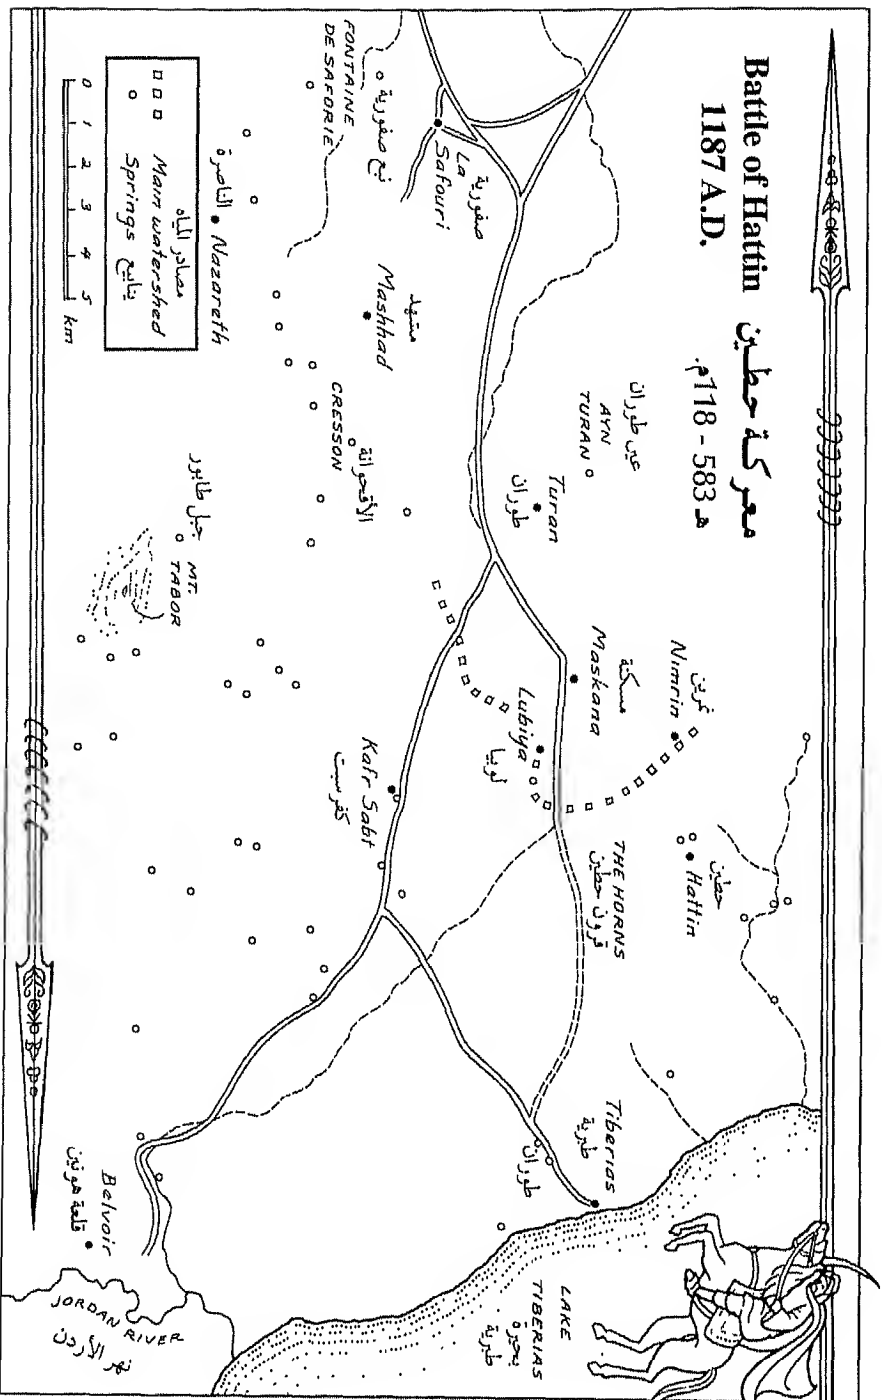 Battle of Hattin معركة حطين
1187 A.D.
583 هـ - 118م.
عين طوران
AYN
TURAN
Turan
طوران
نمرين
Nimrin
مسكنة
Maskana
Lubiya
لوبيا
حطين
Hattin
THE HORNS
قرون حطين
Tiberias
طبرية
طوران
LAKE
TIBERIAS
بحيرة
طبرية
صفورية
La
Safouri
نبع صفورية
FONTAINE
DE SAFORIE
مشهد
Mashhad
CRESSON
الأقحوانة
Kafr Sabt
كفر سبت
Nazareth
الناصرة
جبل طابور
MT.
TABOR
Belvoir
قلعة هونين
JORDAN RIVER
نهر الأردن
مصادر المياه
Main watershed
Springs ينابيع
0 1 2 3 4 5 km